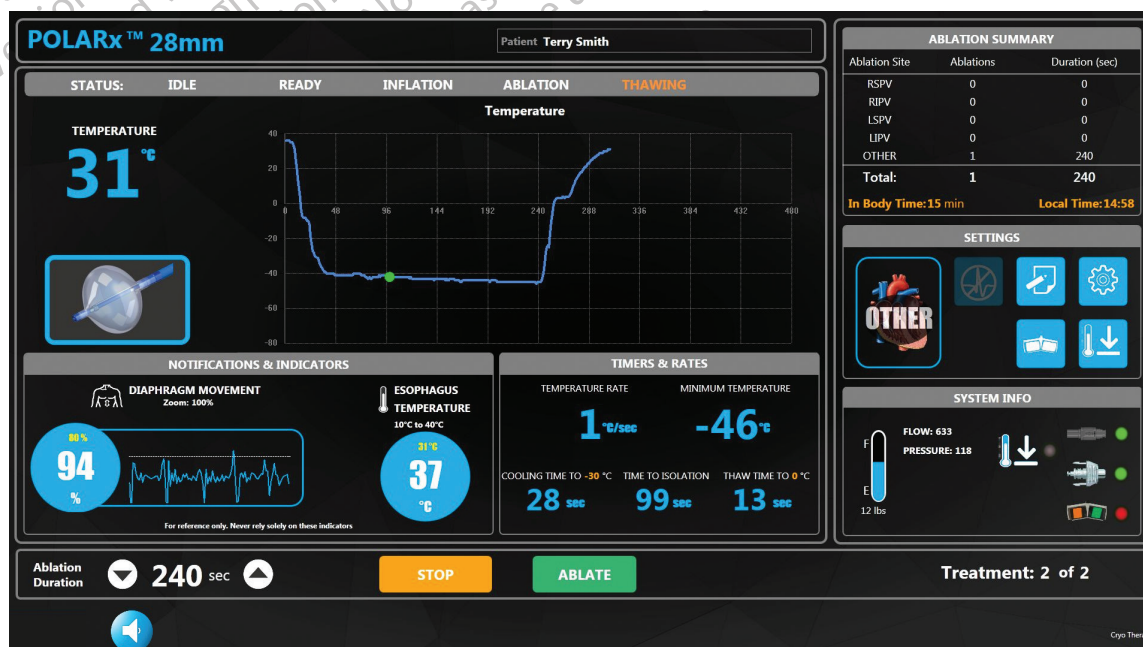 POLARx™ 28mm
Patient Terry Smith
STATUS: IDLE READY INFLATION ABLATION THAWING
TEMPERATURE
31 °C
Temperature
40
20
0
0 48 96 144 192 240 288 336 384 432 480
-20
-40
-60
-80
ABLATION SUMMARY
Ablation Site Ablations Duration (sec)
RSPV 0 0
RIPV 0 0
LSPV 0 0
LIPV 0 0
OTHER 1 240
Total: 1 240
In Body Time:15 min Local Time:14:58
SETTINGS
OTHER
NOTIFICATIONS & INDICATORS
DIAPHRAGM MOVEMENT
Zoom: 100%
80 %
94
%
ESOPHAGUS
TEMPERATURE
10°C to 40°C
31 °C
37
°C
For reference only. Never rely solely on these indicators
TIMERS & RATES
TEMPERATURE RATE MINIMUM TEMPERATURE
1 °C/sec -46 °C
COOLING TIME TO -30 °C TIME TO ISOLATION THAW TIME TO 0 °C
28 sec 99 sec 13 sec
SYSTEM INFO
FLOW: 633
PRESSURE: 118
F
E
12 lbs
Ablation
Duration
240 sec
STOP
ABLATE
Treatment: 2 of 2